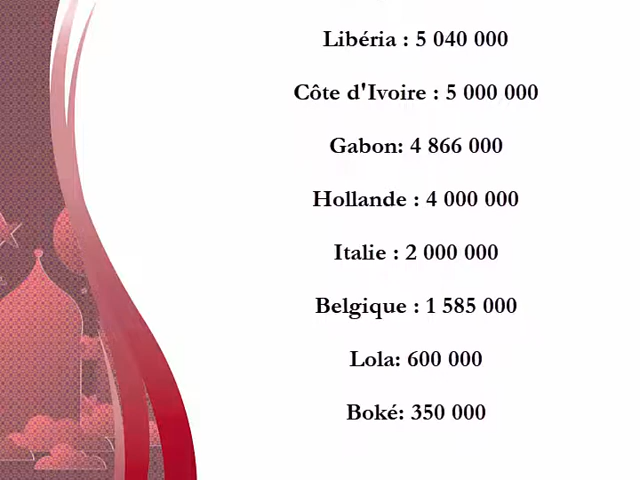 Libéria : 5 040 000
Côte d'Ivoire : 5 000 000
Gabon: 4 866 000
Hollande : 4 000 000
Italie : 2 000 000
Belgique : 1 585 000
Lola: 600 000
Boké: 350 000